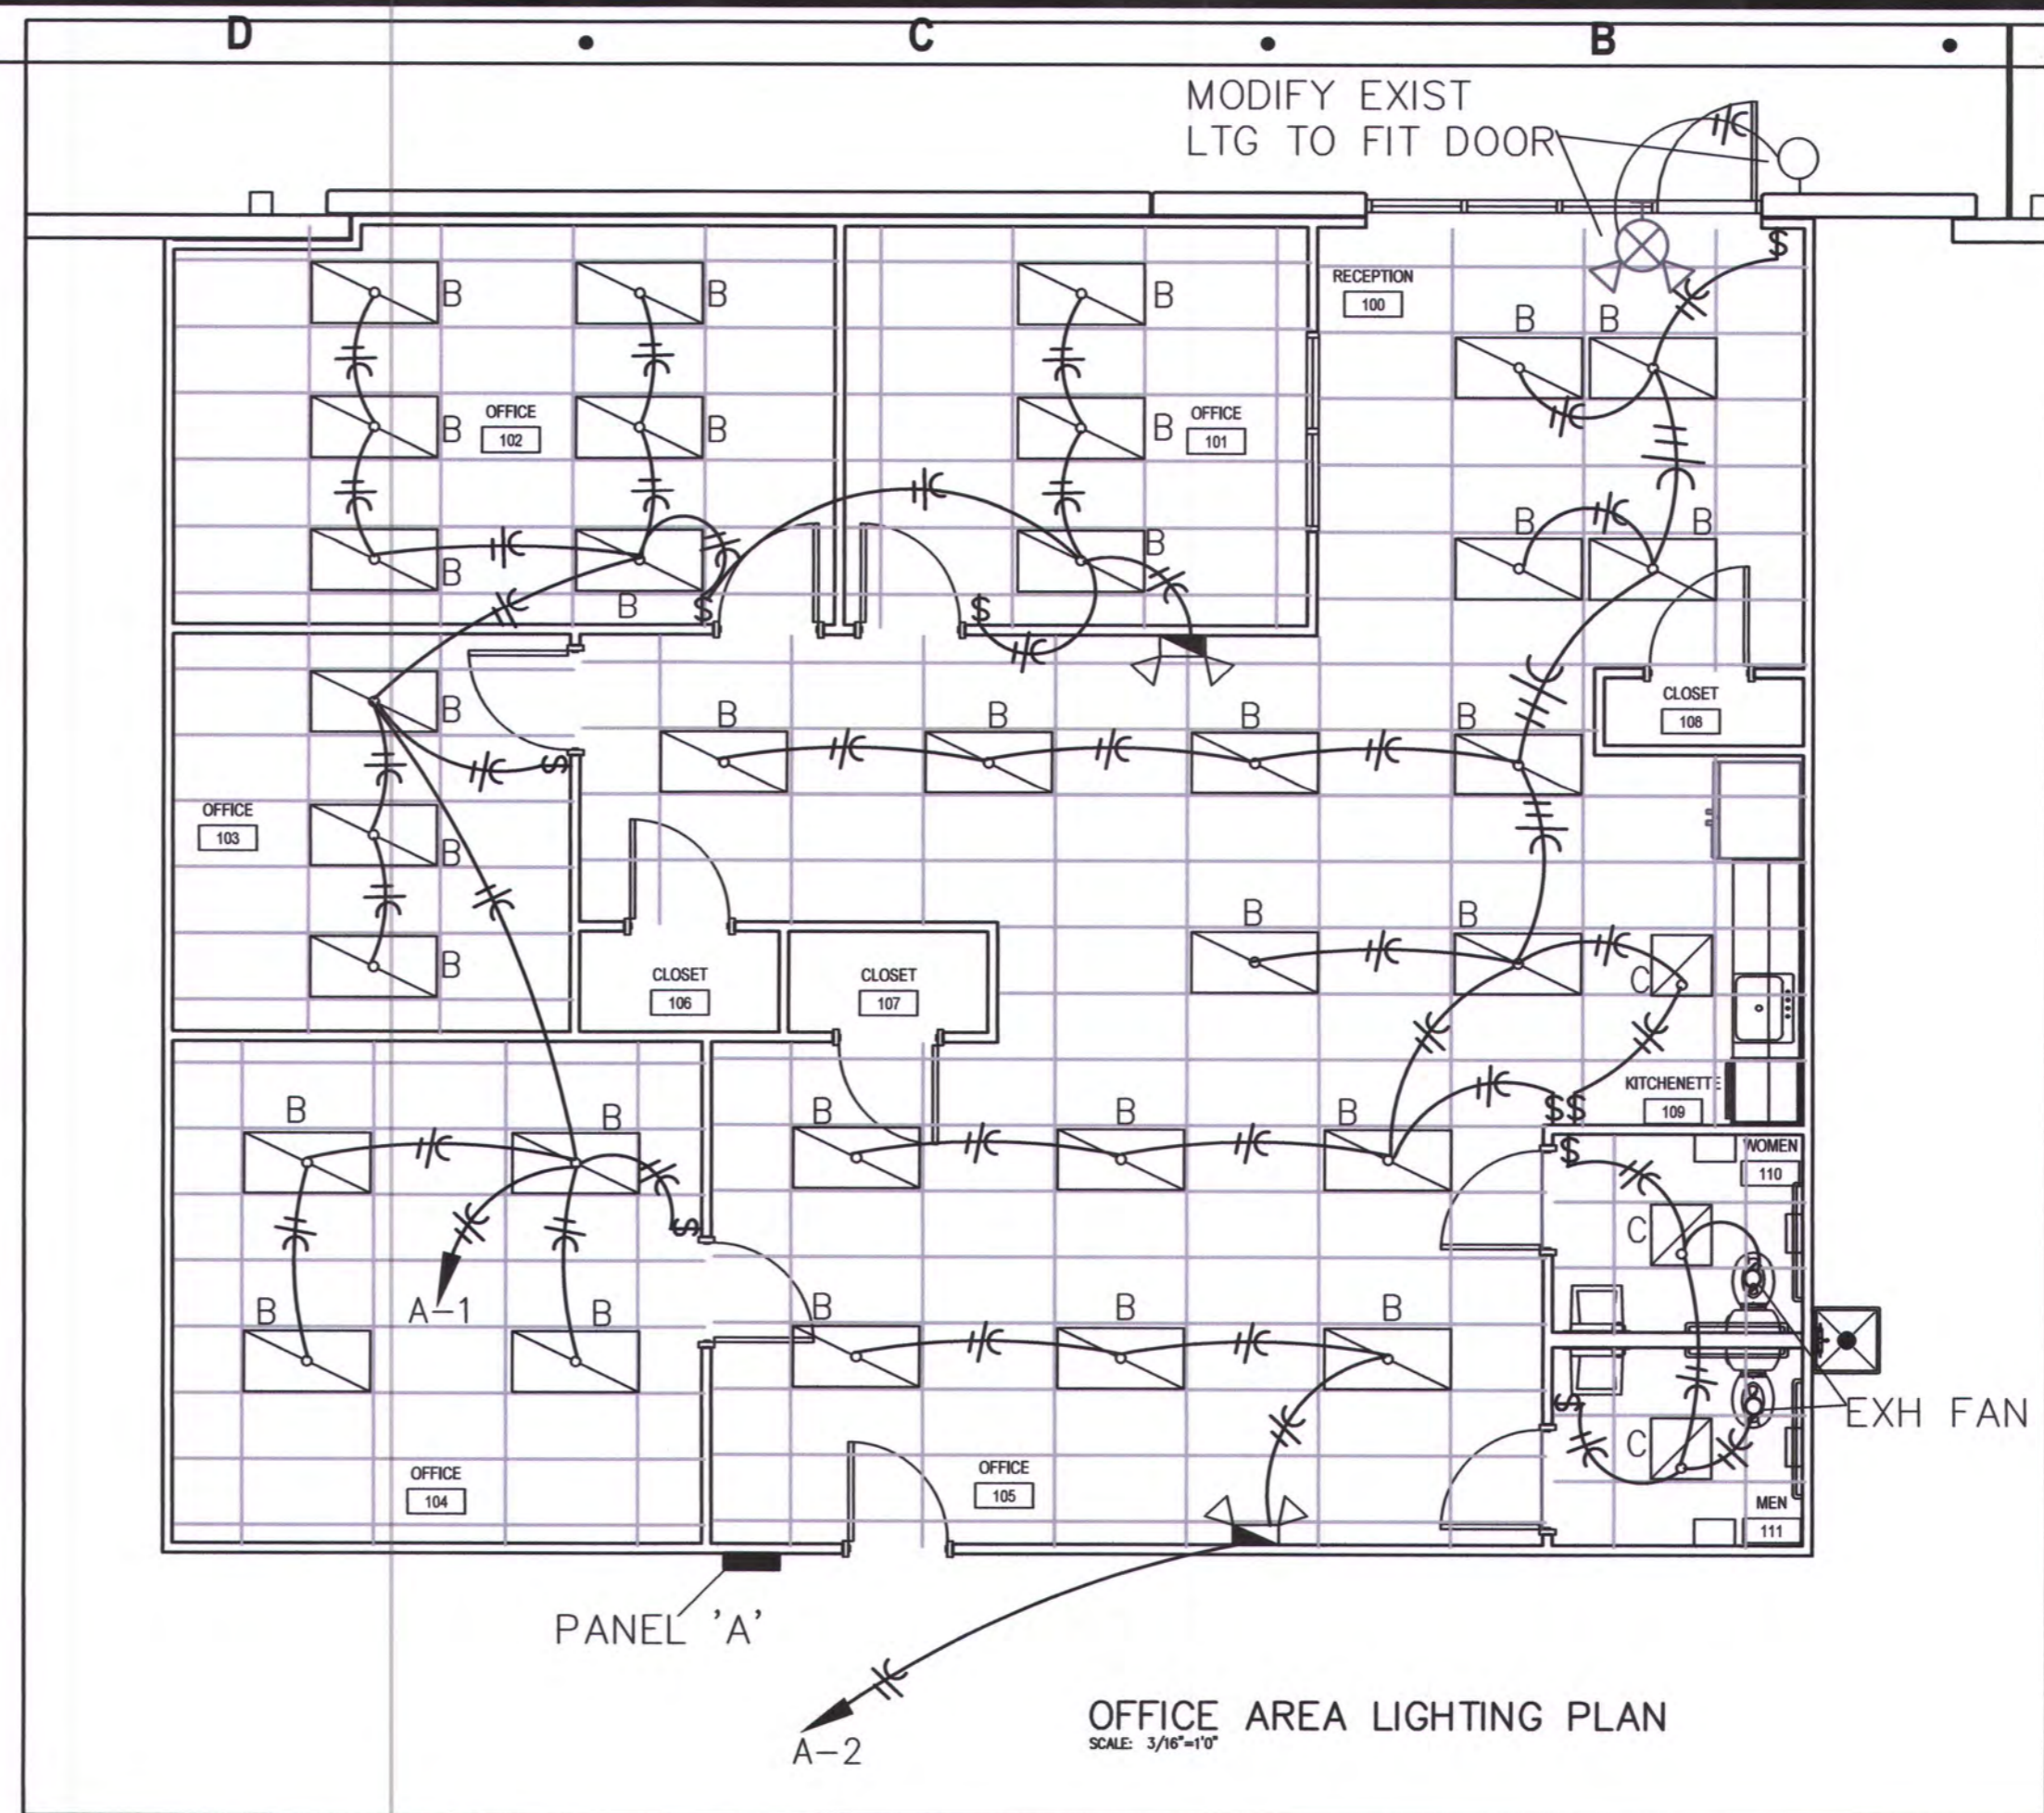 D
C
B
MODIFY EXIST
LTG TO FIT DOOR
$
RECEPTION
100
B
B
B
B
B
B
OFFICE
102
B
B
B
OFFICE
101
B
B
B
B
B
B
$
$
B
B
B
B
B
CLOSET
108
$
OFFICE
103
B
B
B
B
CLOSET
106
CLOSET
107
C
KITCHENETTE
109
$$
B
B
B
B
B
$
WOMEN
110
C
$
A-1
B
B
B
B
B
$
EXH FAN
C
OFFICE
104
OFFICE
105
MEN
111
PANEL 'A'
A-2
OFFICE AREA LIGHTING PLAN
SCALE: 3/16"=1'0"